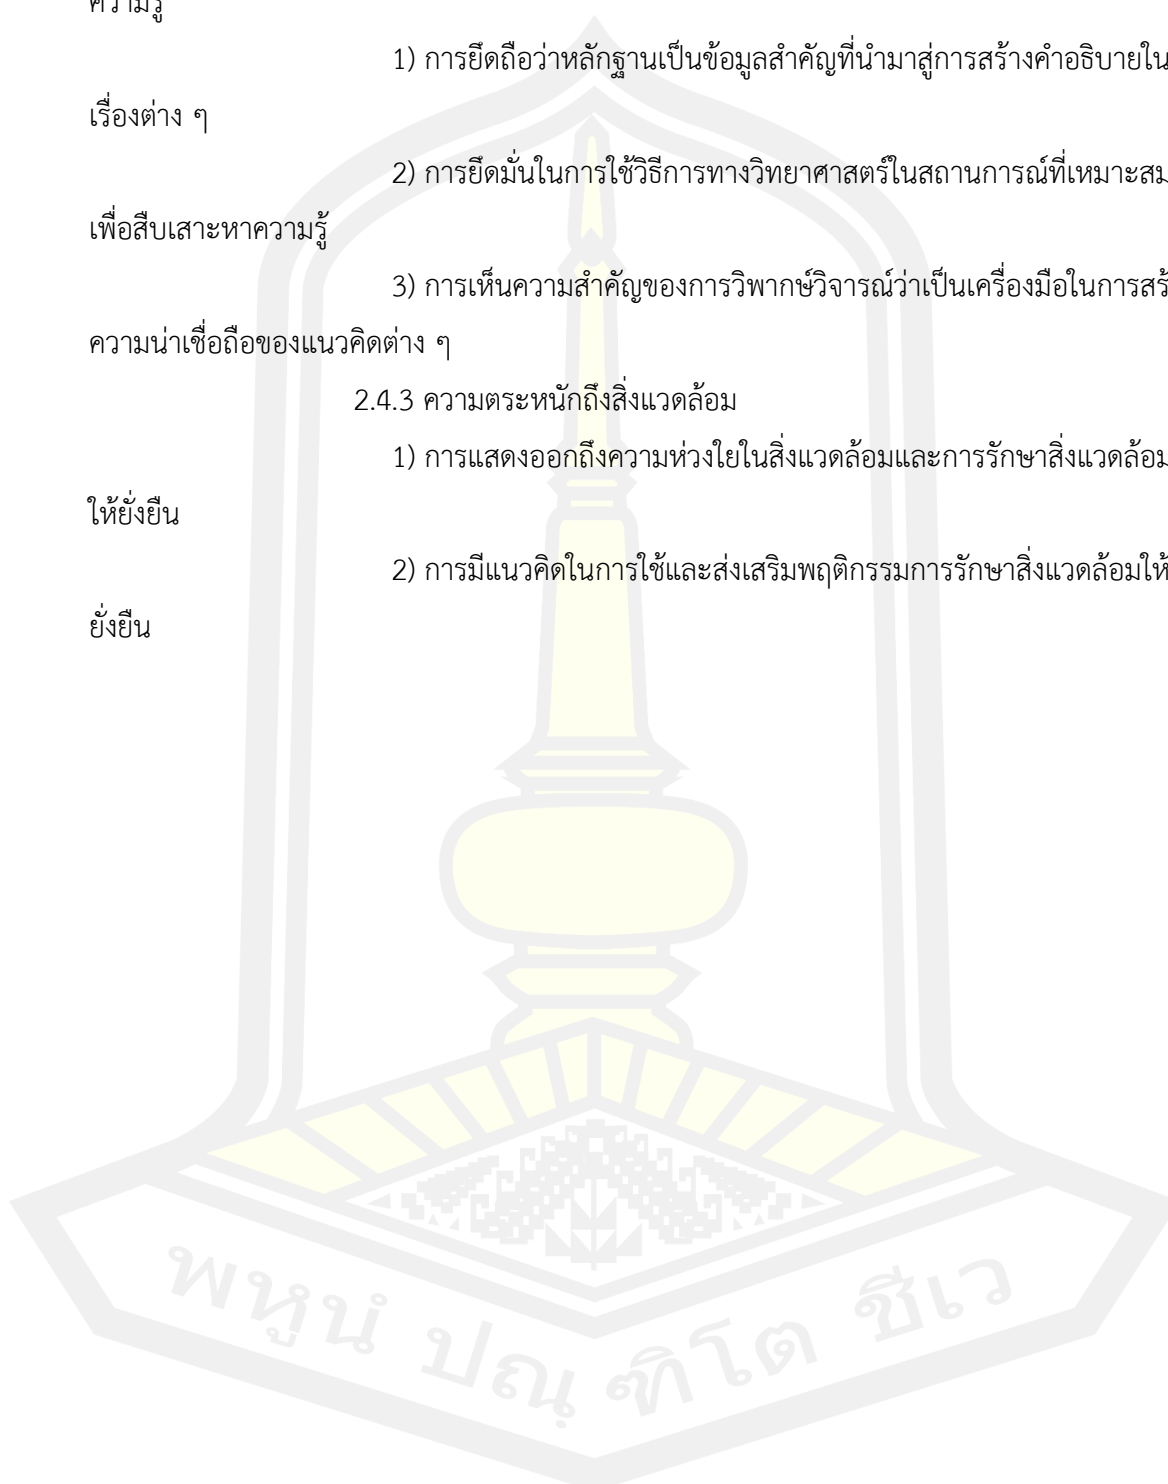 ความรู้
1) การยึดถือว่าหลักฐานเป็นข้อมูลสำคัญที่นำมาสู่การสร้างคำอธิบายใน
เรื่องต่าง ๆ
2) การยึดมั่นในการใช้วิธีการทางวิทยาศาสตร์ในสถานการณ์ที่เหมาะสม
เพื่อสืบเสาะหาความรู้
3) การเห็นความสำคัญของการวิพากษ์วิจารณ์ว่าเป็นเครื่องมือในการสร้
ความน่าเชื่อถือของแนวคิดต่าง ๆ
2.4.3 ความตระหนักถึงสิ่งแวดล้อม
1) การแสดงออกถึงความห่วงใยในสิ่งแวดล้อมและการรักษาสิ่งแวดล้อม
ให้ยั่งยืน
2) การมีแนวคิดในการใช้และส่งเสริมพฤติกรรมการรักษาสิ่งแวดล้อมให้
ยั่งยืน
พหูนํ ปณฺฑิโต ชีเว